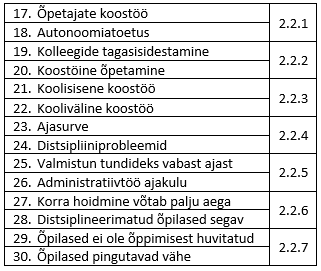 17. Õpetajate koostöö
18. Autonoomiatoetus
2.2.1
19. Kolleegide tagasisidestamine
20. Koostöine õpetamine
2.2.2
21. Koolisisene koostöö
22. Kooliväline koostöö
2.2.3
23. Ajasurve
24. Distsipliiniprobleemid
2.2.4
25. Valmistun tundideks vabast ajast
26. Administratiivtöö ajakulu
2.2.5
27. Korra hoidmine võtab palju aega
28. Distsiplineerimatud õpilased segav
2.2.6
29. Õpilased ei ole õppimisest huvitatud
30. Õpilased pingutavad vähe
2.2.7